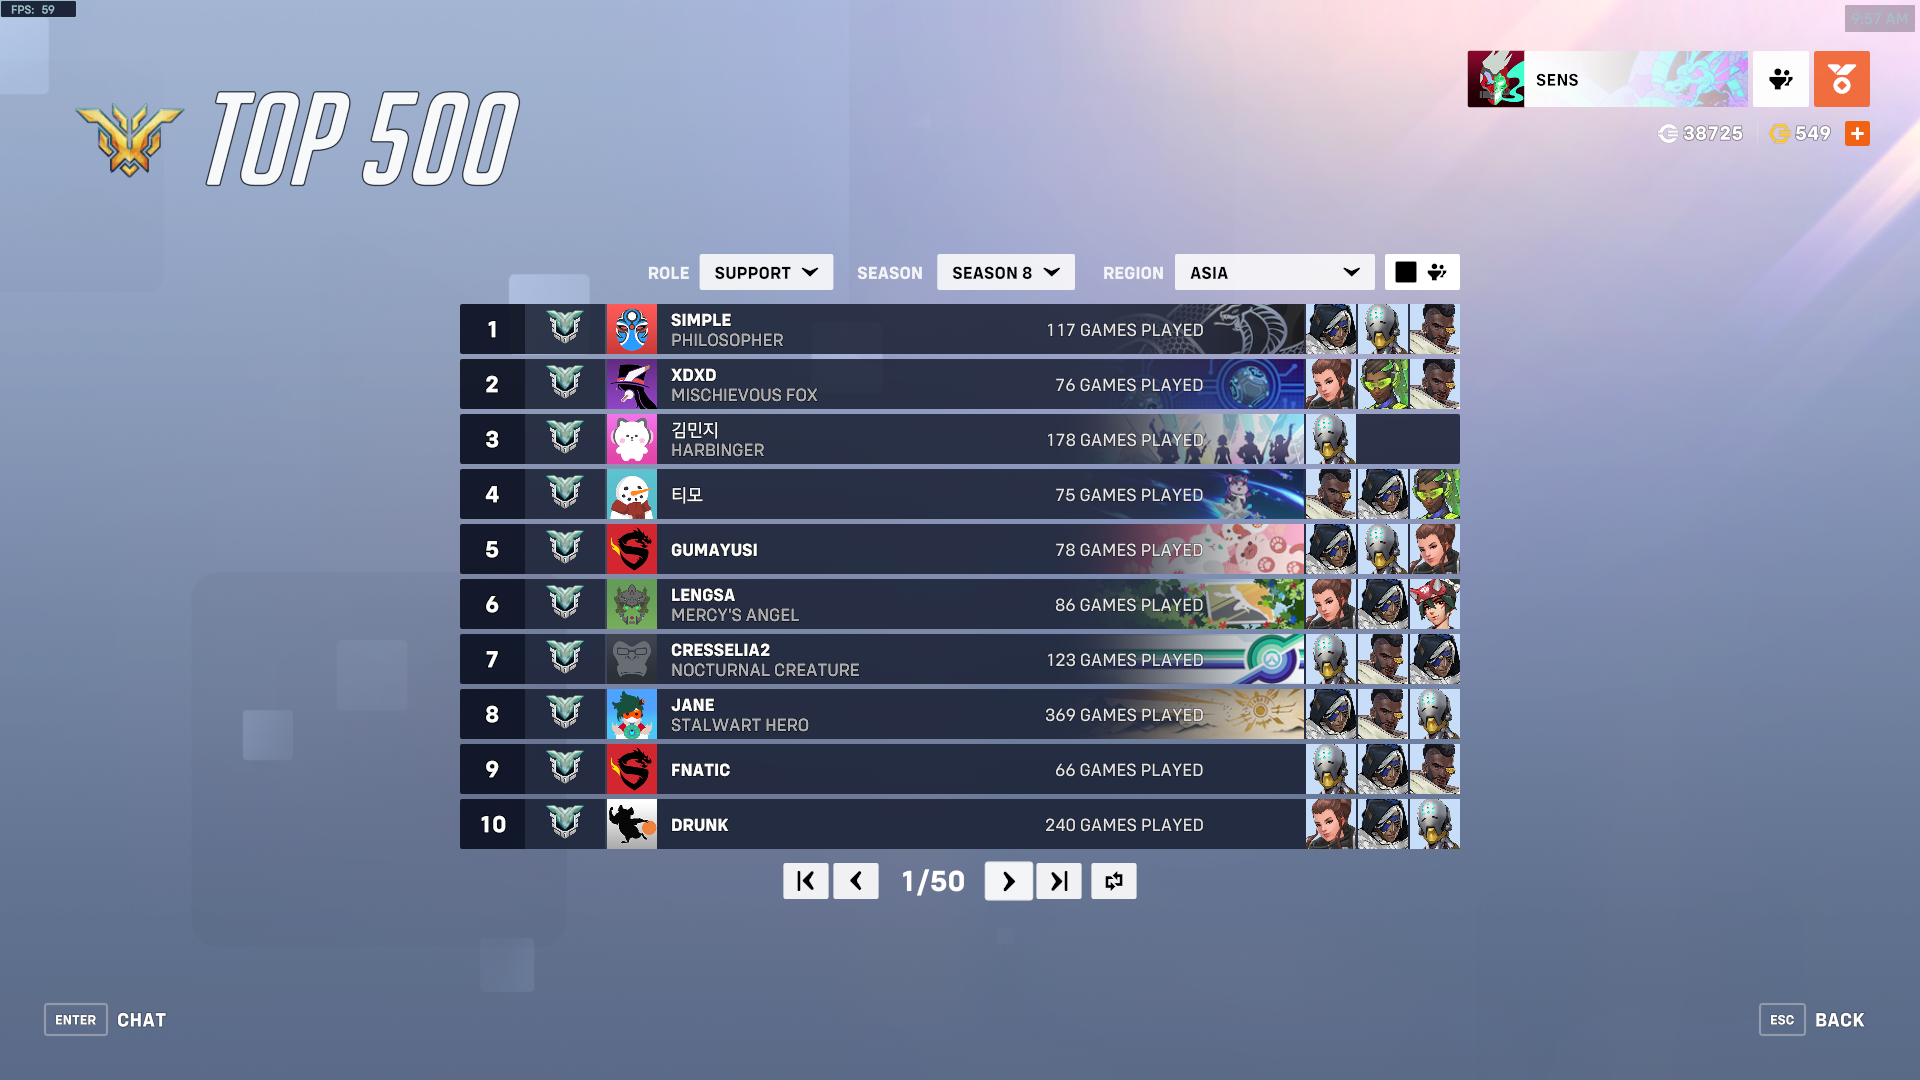 FPS: 59
9:57 AM
TOP 500
SENS
38725
549
ROLE
SUPPORT
SEASON
SEASON 8
REGION
ASIA
1
SIMPLE
PHILOSOPHER
117 GAMES PLAYED
2
XDXD
MISCHIEVOUS FOX
76 GAMES PLAYED
3
김민지
HARBINGER
178 GAMES PLAYED
4
티모
75 GAMES PLAYED
5
GUMAYUSI
78 GAMES PLAYED
6
LENGSA
MERCY'S ANGEL
86 GAMES PLAYED
7
CRESSELIA2
NOCTURNAL CREATURE
123 GAMES PLAYED
8
JANE
STALWART HERO
369 GAMES PLAYED
9
FNATIC
66 GAMES PLAYED
10
DRUNK
240 GAMES PLAYED
1/50
ENTER
CHAT
ESC
BACK